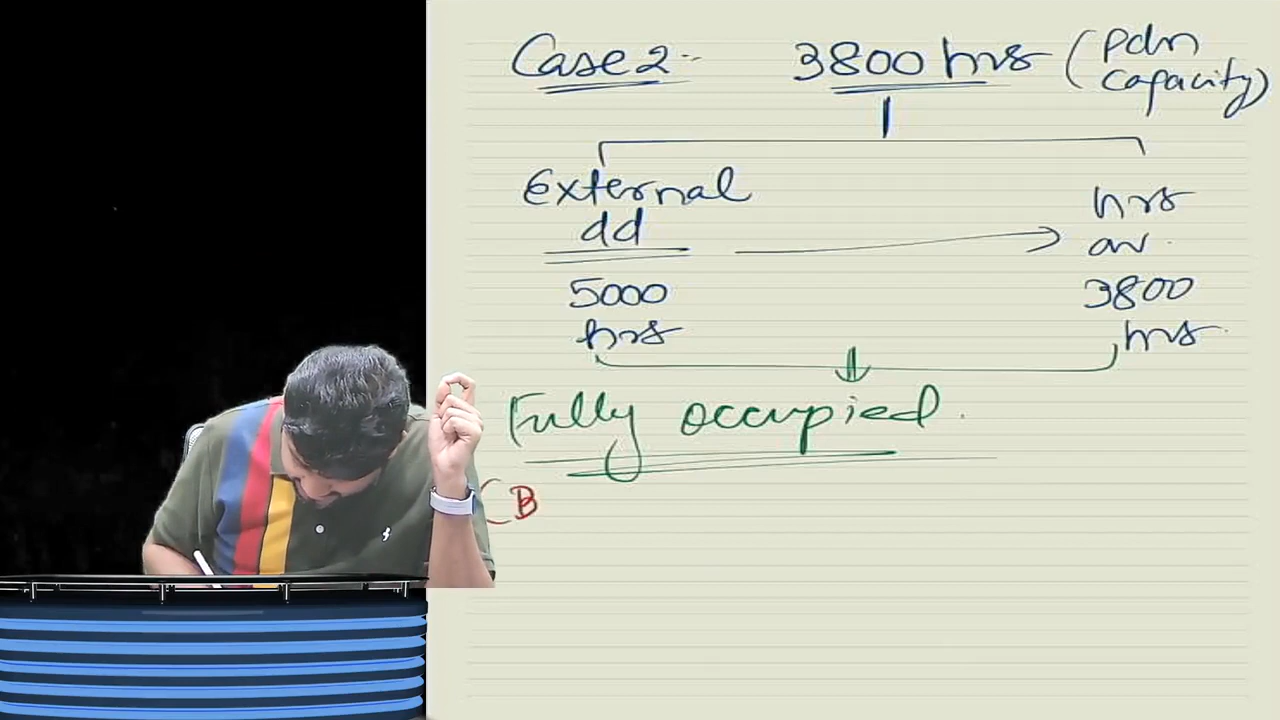 Case 2:- 3800 hrs (pdn
capacity)
External
dd
5000
hrs
hrs
av.
3800
hrs.
Fully occupied.
(B